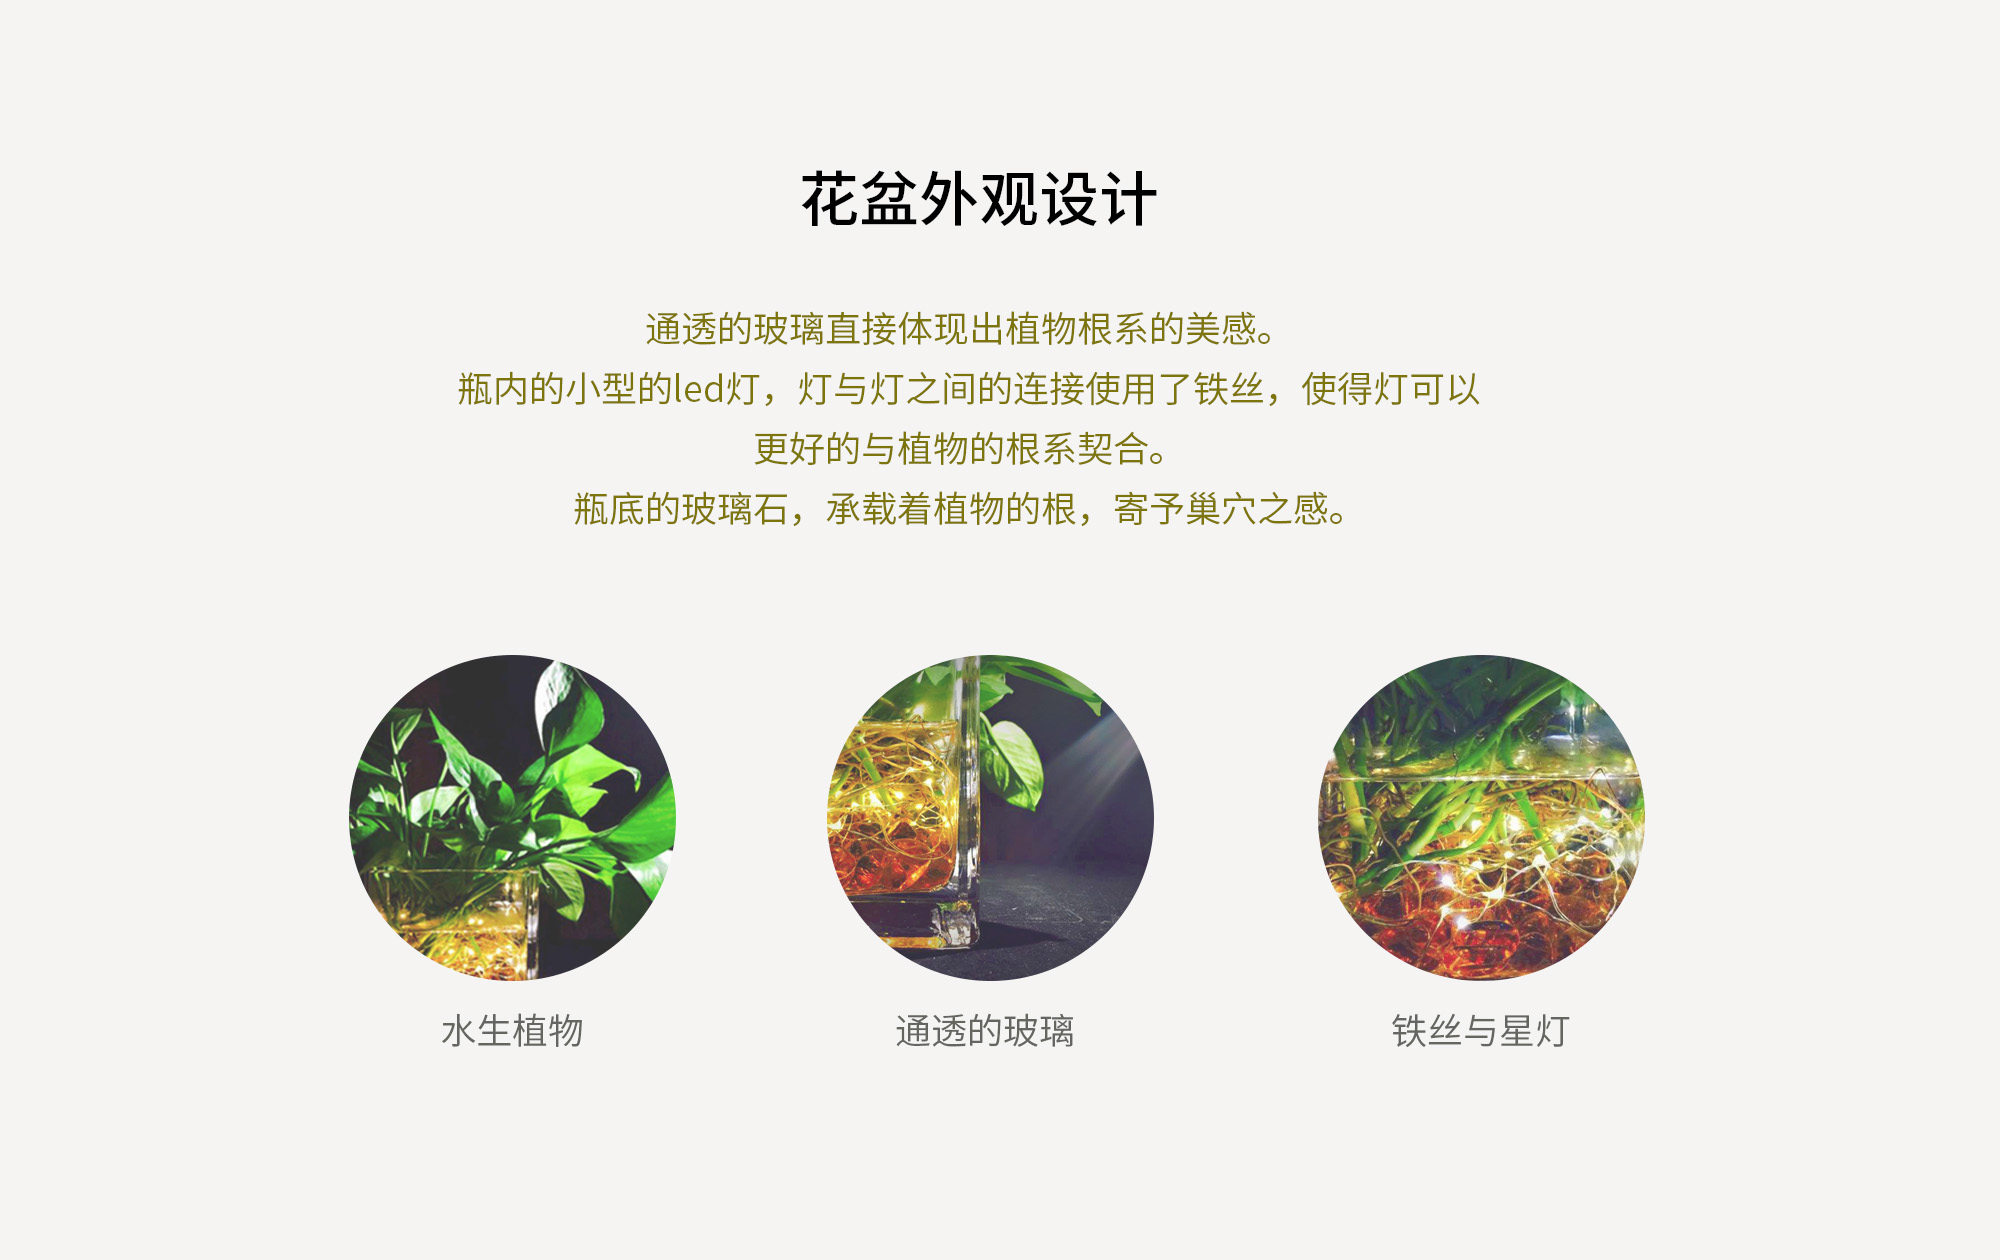 花盆外观设计
通透的玻璃直接体现出植物根系的美感。
瓶内的小型的led灯，灯与灯之间的连接使用了铁丝，使得灯可以
更好的与植物的根系契合。
瓶底的玻璃石，承载着植物的根，寄予巢穴之感。
水生植物
通透的玻璃
铁丝与星灯